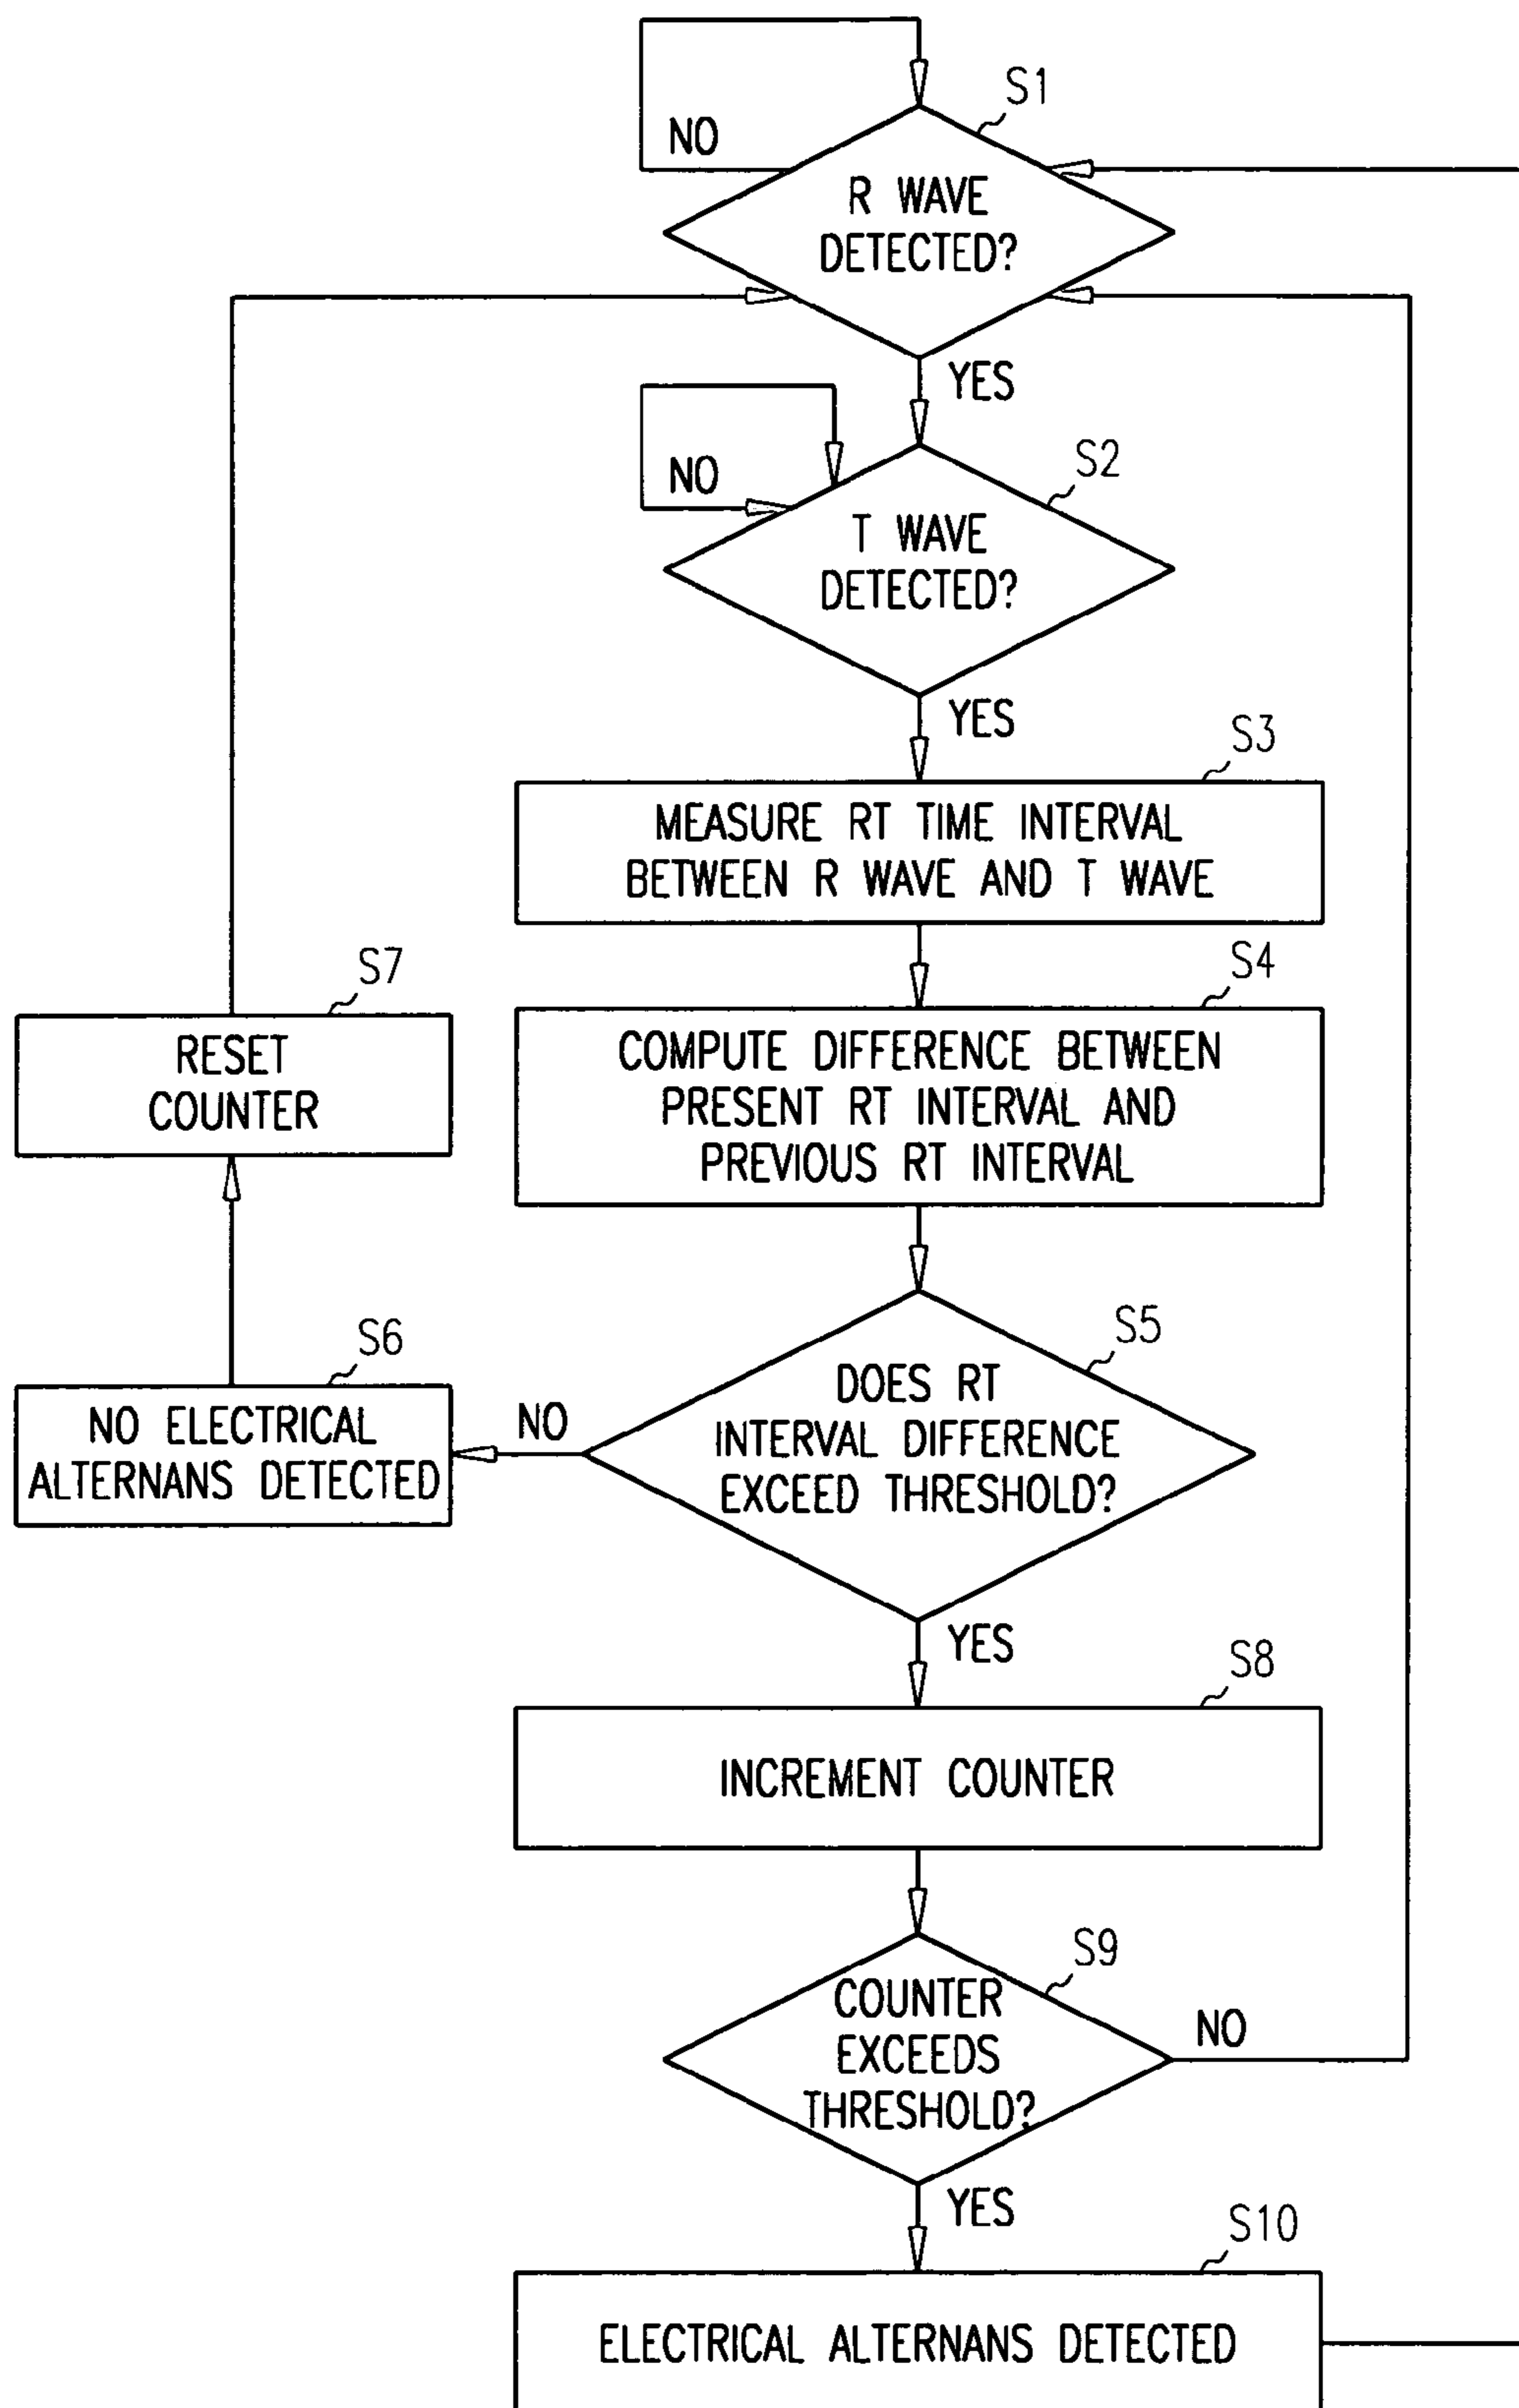 S1
NO
R WAVE
DETECTED?
YES
S2
NO
T WAVE
DETECTED?
YES
S3
MEASURE RT TIME INTERVAL
BETWEEN R WAVE AND T WAVE
S7
RESET
COUNTER
S4
COMPUTE DIFFERENCE BETWEEN
PRESENT RT INTERVAL AND
PREVIOUS RT INTERVAL
S5
DOES RT
INTERVAL DIFFERENCE
EXCEED THRESHOLD?
NO
S6
NO ELECTRICAL
ALTERNANS DETECTED
YES
S8
INCREMENT COUNTER
S9
COUNTER
EXCEEDS
THRESHOLD?
NO
YES
S10
ELECTRICAL ALTERNANS DETECTED